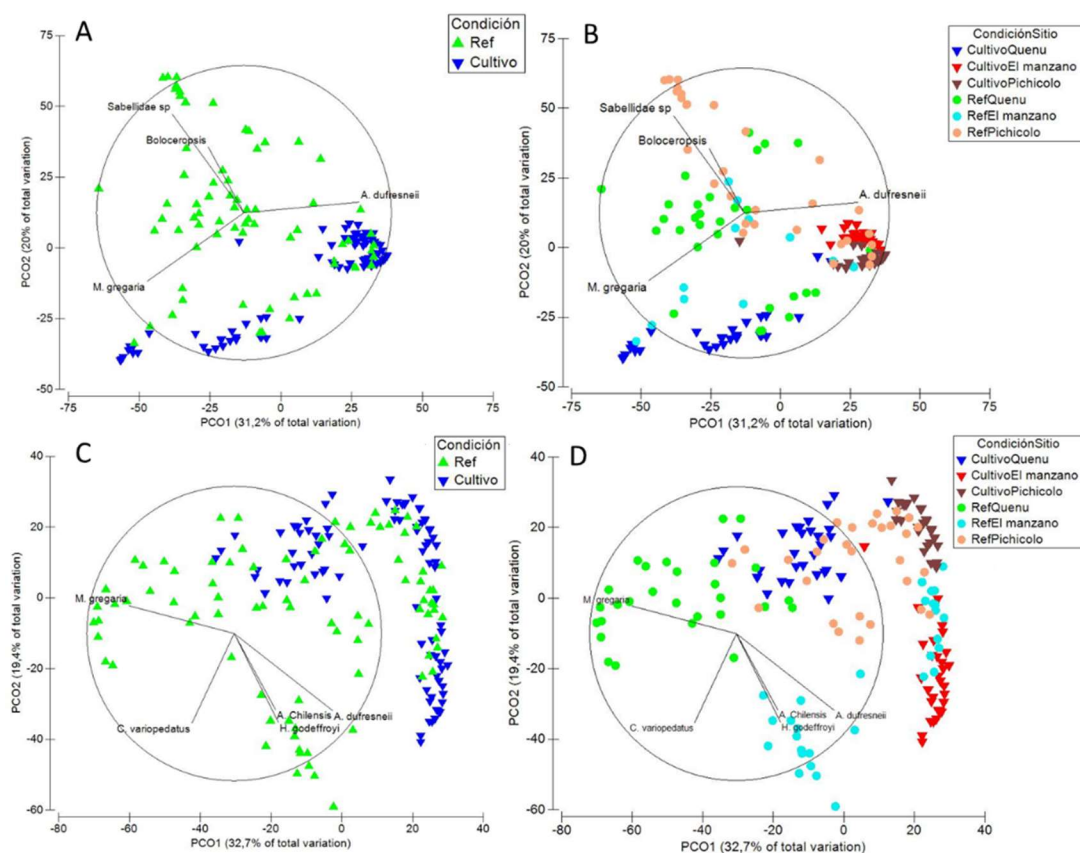 A
Condición
Ref
Cultivo
75
50
25
0
-25
-50
PCO2 (20% of total variation)
Sabellidae sp
Boloceropsis
A. dufresneii
M. gregaria
-75
-50
-25
0
25
50
75
PCO1 (31,2% of total variation)
B
CondiciónSitio
CultivoQuenu
CultivoEl manzano
CultivoPichicolo
RefQuenu
RefEl manzano
RefPichicolo
75
50
25
0
-25
-50
PCO2 (20% of total variation)
Sabellidae sp
Boloceropsis
A. dufresneii
M. gregaria
-75
-50
-25
0
25
50
75
PCO1 (31,2% of total variation)
C
Condición
Ref
Cultivo
40
20
0
-20
-40
-60
PCO2 (19,4% of total variation)
M. gregaria
A. Chilensis
A. dufresneii
C. variopedatus
H. godeffroyi
-80
-60
-40
-20
0
20
40
PCO1 (32,7% of total variation)
D
CondiciónSitio
CultivoQuenu
CultivoEl manzano
CultivoPichicolo
RefQuenu
RefEl manzano
RefPichicolo
40
20
0
-20
-40
-60
PCO2 (19,4% of total variation)
M. gregaria
A. Chilensis
A. dufresneii
C. variopedatus
H. godeffroyi
-80
-60
-40
-20
0
20
40
PCO1 (32,7% of total variation)